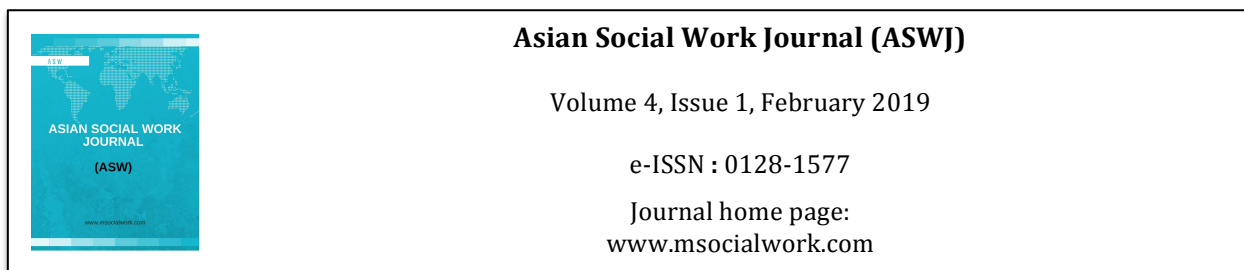 ASW
ASIAN SOCIAL WORK
JOURNAL
(ASW)
www.msocialwork.com
Asian Social Work Journal (ASWJ)
Volume 4, Issue 1, February 2019
e-ISSN : 0128-1577
Journal home page:
www.msocialwork.com